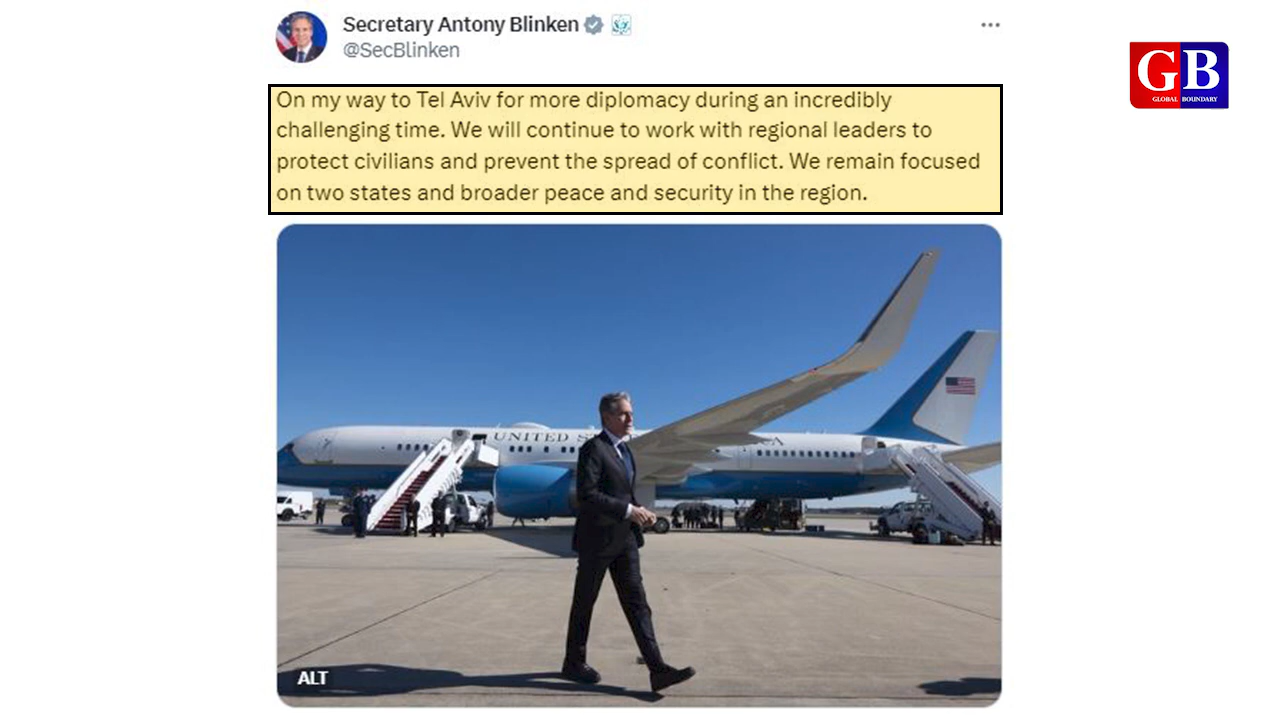 Secretary Antony Blinken
@SecBlinken
GB
GLOBAL BOUNDARY
On my way to Tel Aviv for more diplomacy during an incredibly
challenging time. We will continue to work with regional leaders to
protect civilians and prevent the spread of conflict. We remain focused
on two states and broader peace and security in the region.
UNITED
ALT